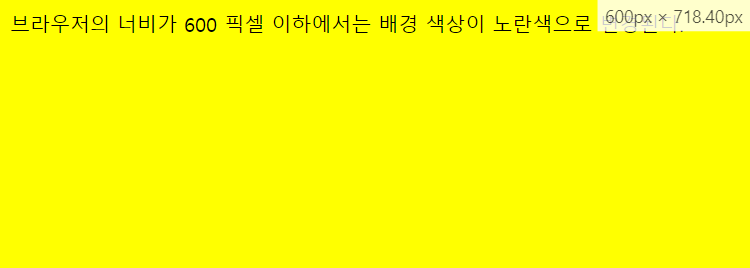 브라우저의 너비가 600 픽셀 이하에서는 배경 색상이 노란색으로
600px × 718.40px